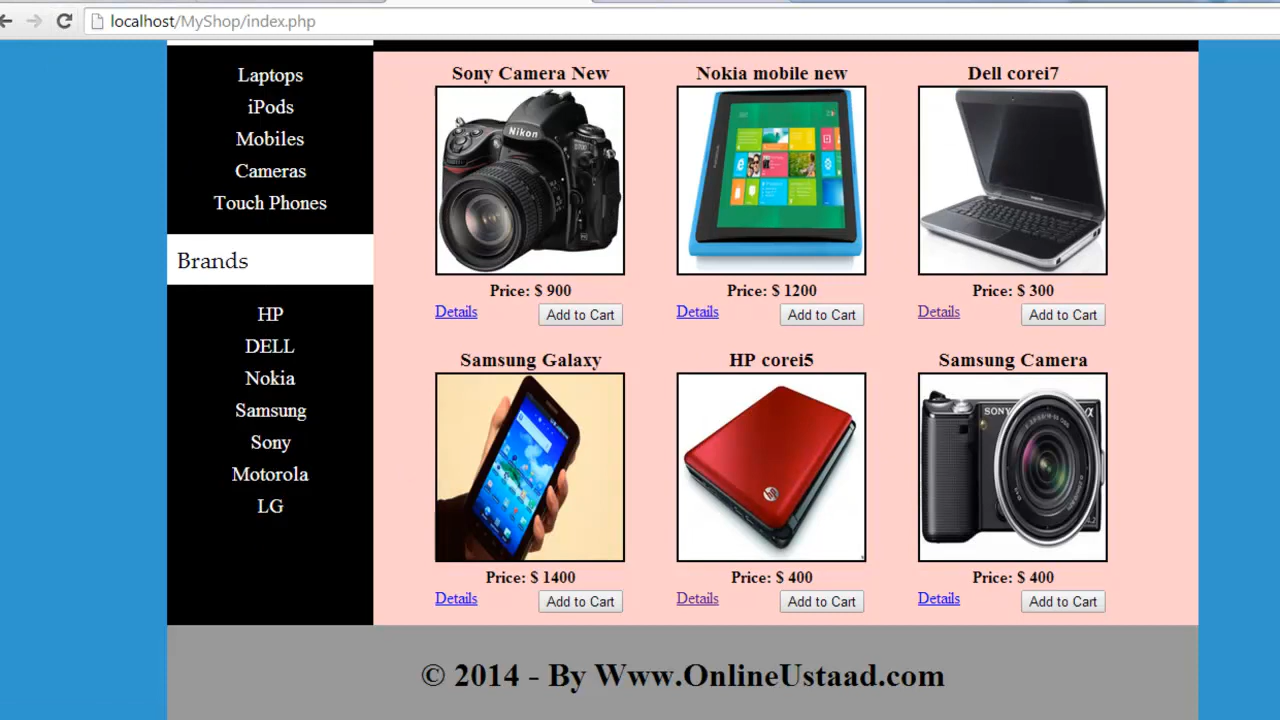 localhost/MyShop/index.php
Laptops
iPods
Mobiles
Cameras
Touch Phones
Brands
HP
DELL
Nokia
Samsung
Sony
Motorola
LG
Sony Camera New
Nokia mobile new
Dell corei7
Nikon
Price: $ 900
Price: $ 1200
Price: $ 300
Details
Add to Cart
Details
Add to Cart
Details
Add to Cart
Samsung Galaxy
HP corei5
Samsung Camera
SONY
Price: $ 1400
Price: $ 400
Price: $ 400
Details
Add to Cart
Details
Add to Cart
Details
Add to Cart
© 2014 - By Www.OnlineUstaad.com